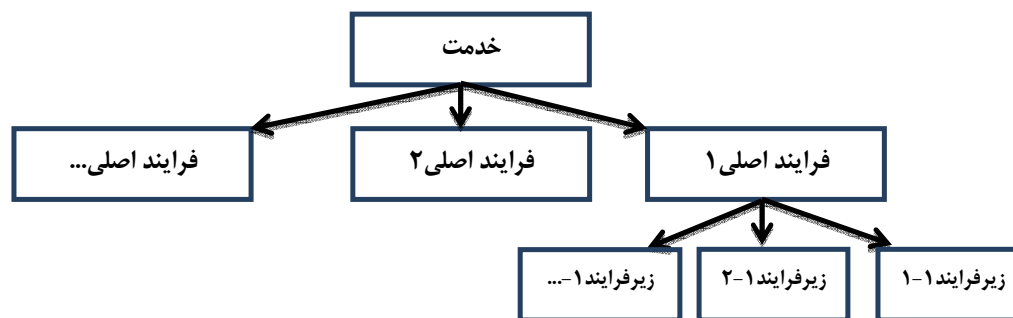 خدمت
فرایند اصلی۱
فرایند اصلی۲
فرایند اصلی...
زیرفرایند۱-۱
زیرفرایند۱-۲
زیرفرایند۱-...